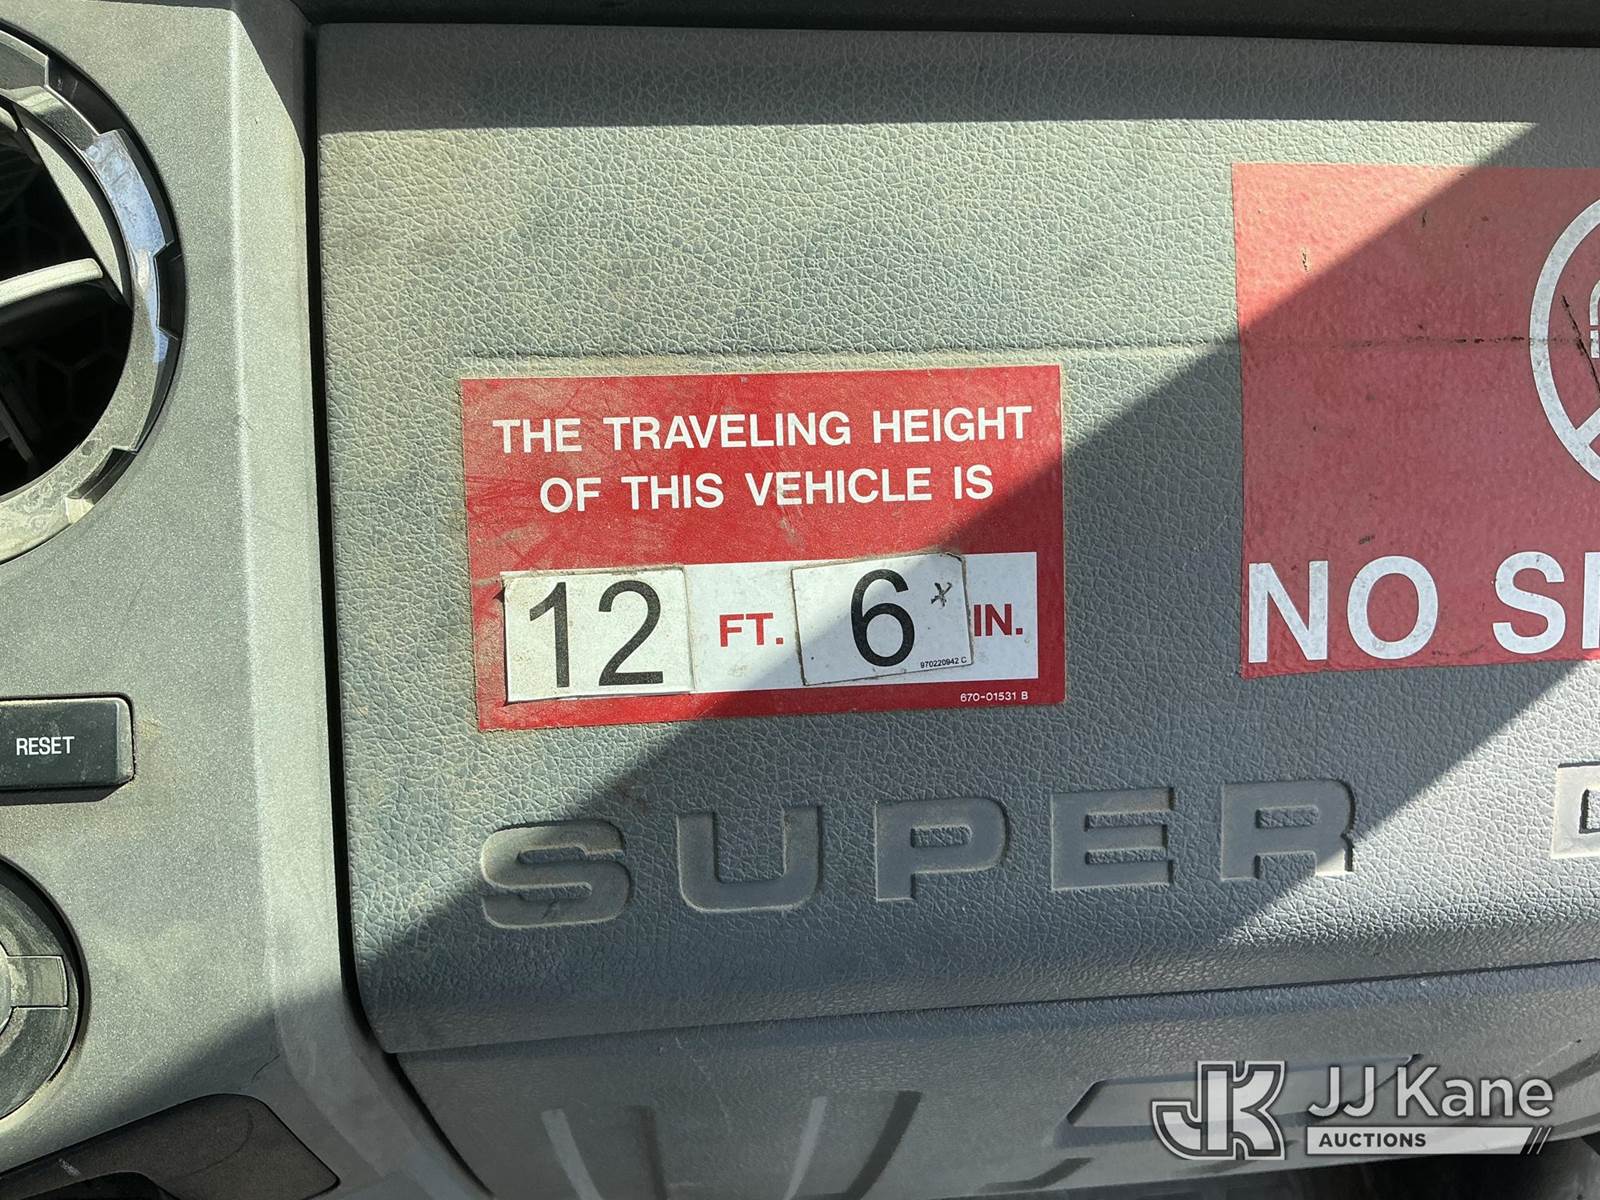 THE TRAVELING HEIGHT
OF THIS VEHICLE IS
12 FT. 6 IN.
970220942 C
670-01531 B
NO
RESET
SUPER
JJ Kane
AUCTIONS